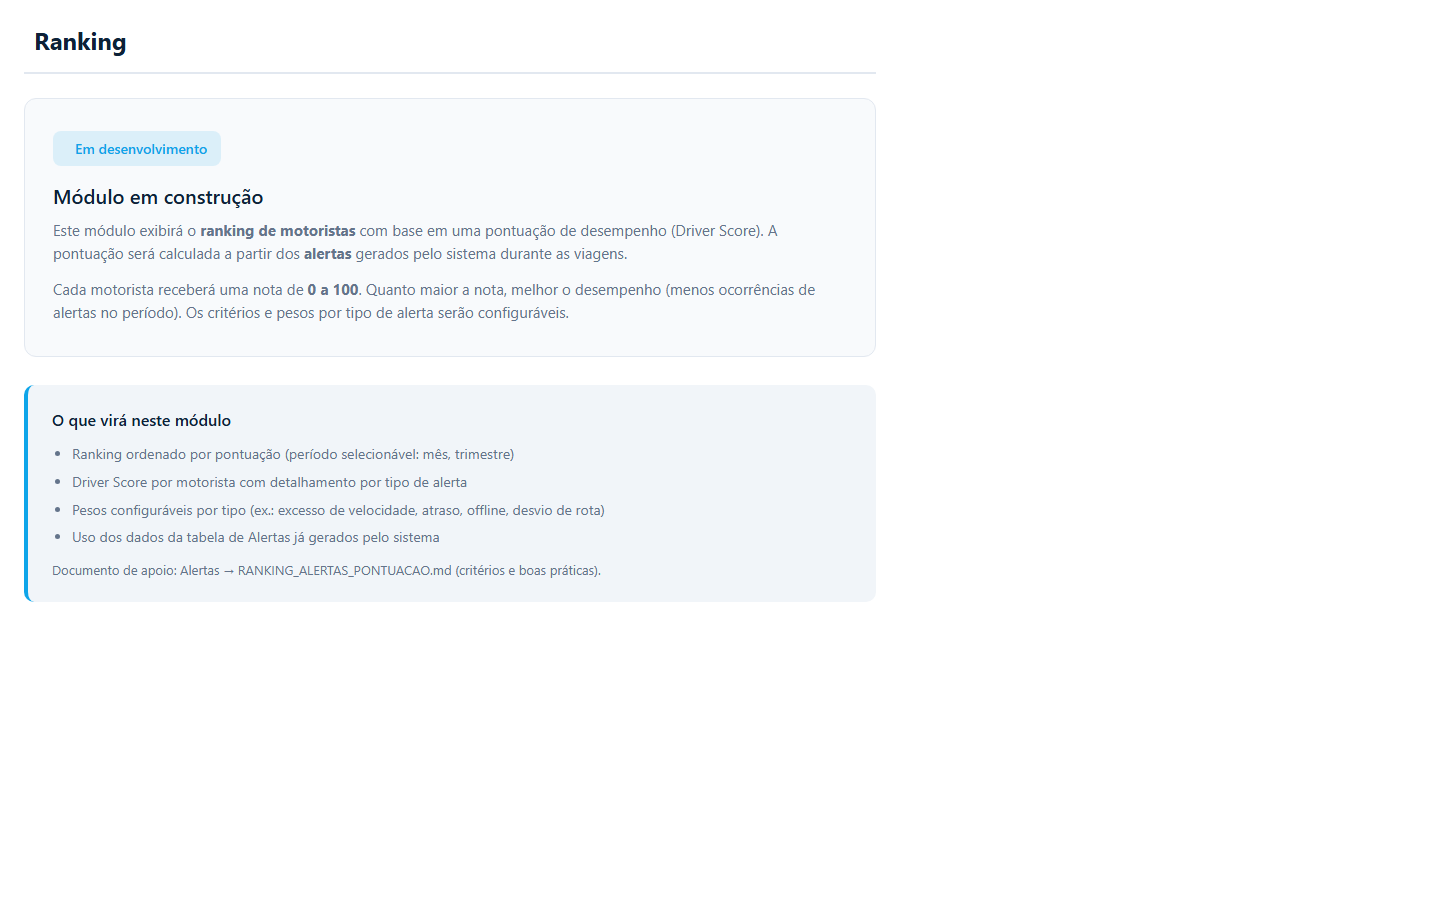 Ranking
Em desenvolvimento
Módulo em construção
Este módulo exibirá o ranking de motoristas com base em uma pontuação de desempenho (Driver Score). A
pontuação será calculada a partir dos alertas gerados pelo sistema durante as viagens.
Cada motorista receberá uma nota de 0 a 100. Quanto maior a nota, melhor o desempenho (menos ocorrências de
alertas no período). Os critérios e pesos por tipo de alerta serão configuráveis.
O que virá neste módulo
• Ranking ordenado por pontuação (período selecionável: mês, trimestre)
• Driver Score por motorista com detalhamento por tipo de alerta
• Pesos configuráveis por tipo (ex.: excesso de velocidade, atraso, offline, desvio de rota)
• Uso dos dados da tabela de Alertas já gerados pelo sistema
Documento de apoio: Alertas → RANKING_ALERTAS_PONTUACAO.md (critérios e boas práticas).